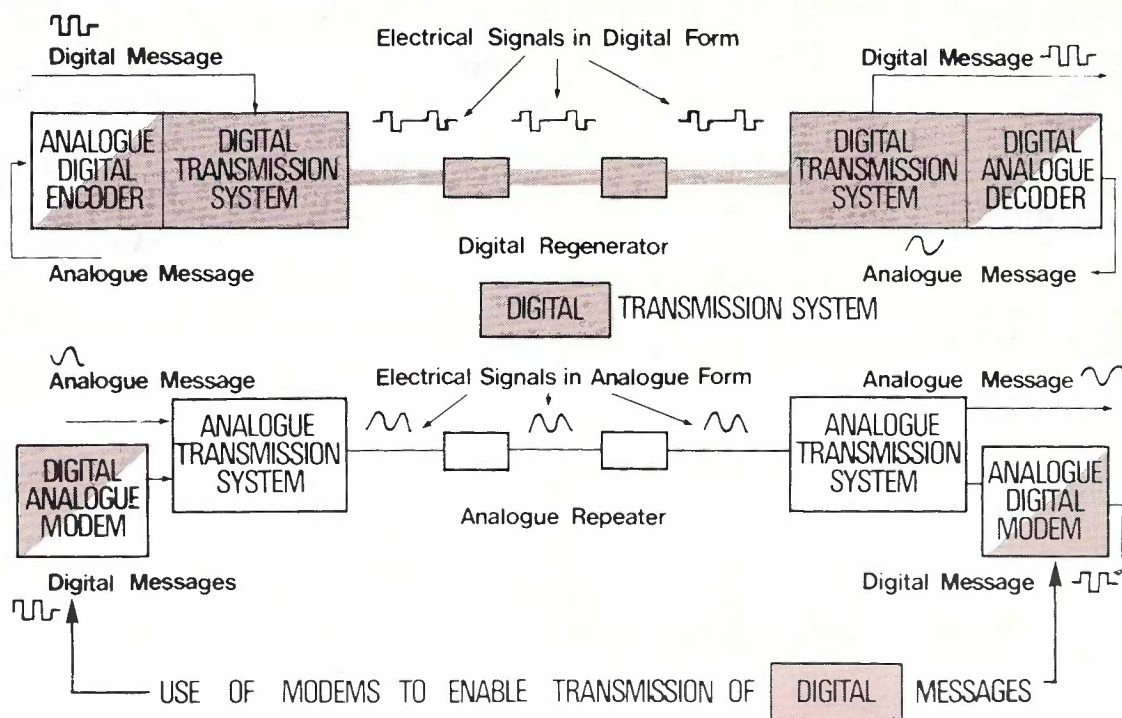 Digital Message
Electrical Signals in Digital Form
Digital Message
ANALOGUE
DIGITAL
ENCODER
DIGITAL
TRANSMISSION
SYSTEM
DIGITAL
TRANSMISSION
SYSTEM
DIGITAL
ANALOGUE
DECODER
Analogue Message
Digital Regenerator
Analogue Message
DIGITAL TRANSMISSION SYSTEM
Analogue Message
Electrical Signals in Analogue Form
Analogue Message
ANALOGUE
TRANSMISSION
SYSTEM
ANALOGUE
TRANSMISSION
SYSTEM
DIGITAL
ANALOGUE
MODEM
ANALOGUE
DIGITAL
MODEM
Analogue Repeater
Digital Messages
Digital Message
USE OF MODEMS TO ENABLE TRANSMISSION OF DIGITAL MESSAGES